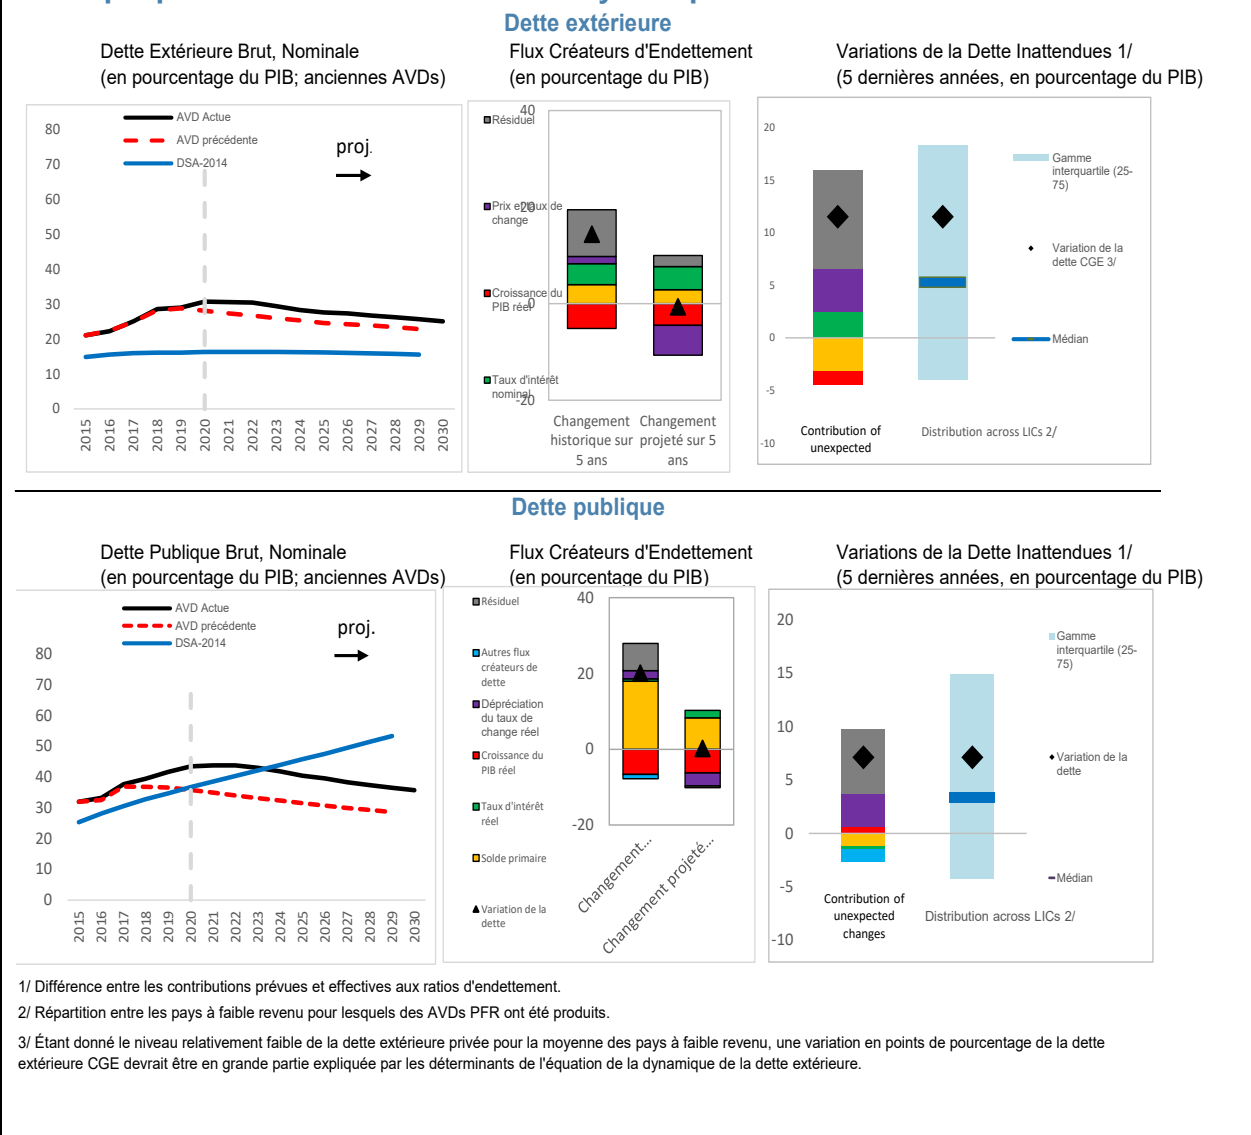 Dette extérieure
Dette Extérieure Brut, Nominale
(en pourcentage du PIB; anciennes AVDs)
Flux Créateurs d'Endettement
(en pourcentage du PIB)
Variations de la Dette Inattendues 1/
(5 dernières années, en pourcentage du PIB)
AVD Actue
AVD précédente
DSA-2014
proj.
80
70
60
50
40
30
20
10
0
2015
2016
2017
2018
2019
2020
2021
2022
2023
2024
2025
2026
2027
2028
2029
2030
40
20
0
-20
Résiduel
Prix et taux de
change
Croissance du
PIB réel
Taux d'intérêt
nominal
Changement
historique sur
5 ans
Changement
projeté sur 5
ans
20
15
10
5
0
-5
-10
Gamme
interquartile (25-
75)
Variation de la
dette CGE 3/
Médian
Contribution of
unexpected
Distribution across LICs 2/
Dette publique
Dette Publique Brut, Nominale
(en pourcentage du PIB; anciennes AVDs)
Flux Créateurs d'Endettement
(en pourcentage du PIB)
Variations de la Dette Inattendues 1/
(5 dernières années, en pourcentage du PIB)
AVD Actue
AVD précédente
DSA-2014
proj.
80
70
60
50
40
30
20
10
0
2015
2016
2017
2018
2019
2020
2021
2022
2023
2024
2025
2026
2027
2028
2029
2030
Résiduel
Autres flux
créateurs de
dette
Dépréciation
du taux de
change réel
Croissance du
PIB réel
Taux d'intérêt
réel
Solde primaire
Variation de la
dette
40
20
0
-20
Changement...
Changement projeté...
20
15
10
5
0
-5
-10
Gamme
interquartile (25-
75)
Variation de la
dette
Médian
Contribution of
unexpected
changes
Distribution across LICs 2/
1/ Différence entre les contributions prévues et effectives aux ratios d'endettement.
2/ Répartition entre les pays à faible revenu pour lesquels des AVDs PFR ont été produits.
3/ Étant donné le niveau relativement faible de la dette extérieure privée pour la moyenne des pays à faible revenu, une variation en points de pourcentage de la dette
extérieure CGE devrait être en grande partie expliquée par les déterminants de l'équation de la dynamique de la dette extérieure.